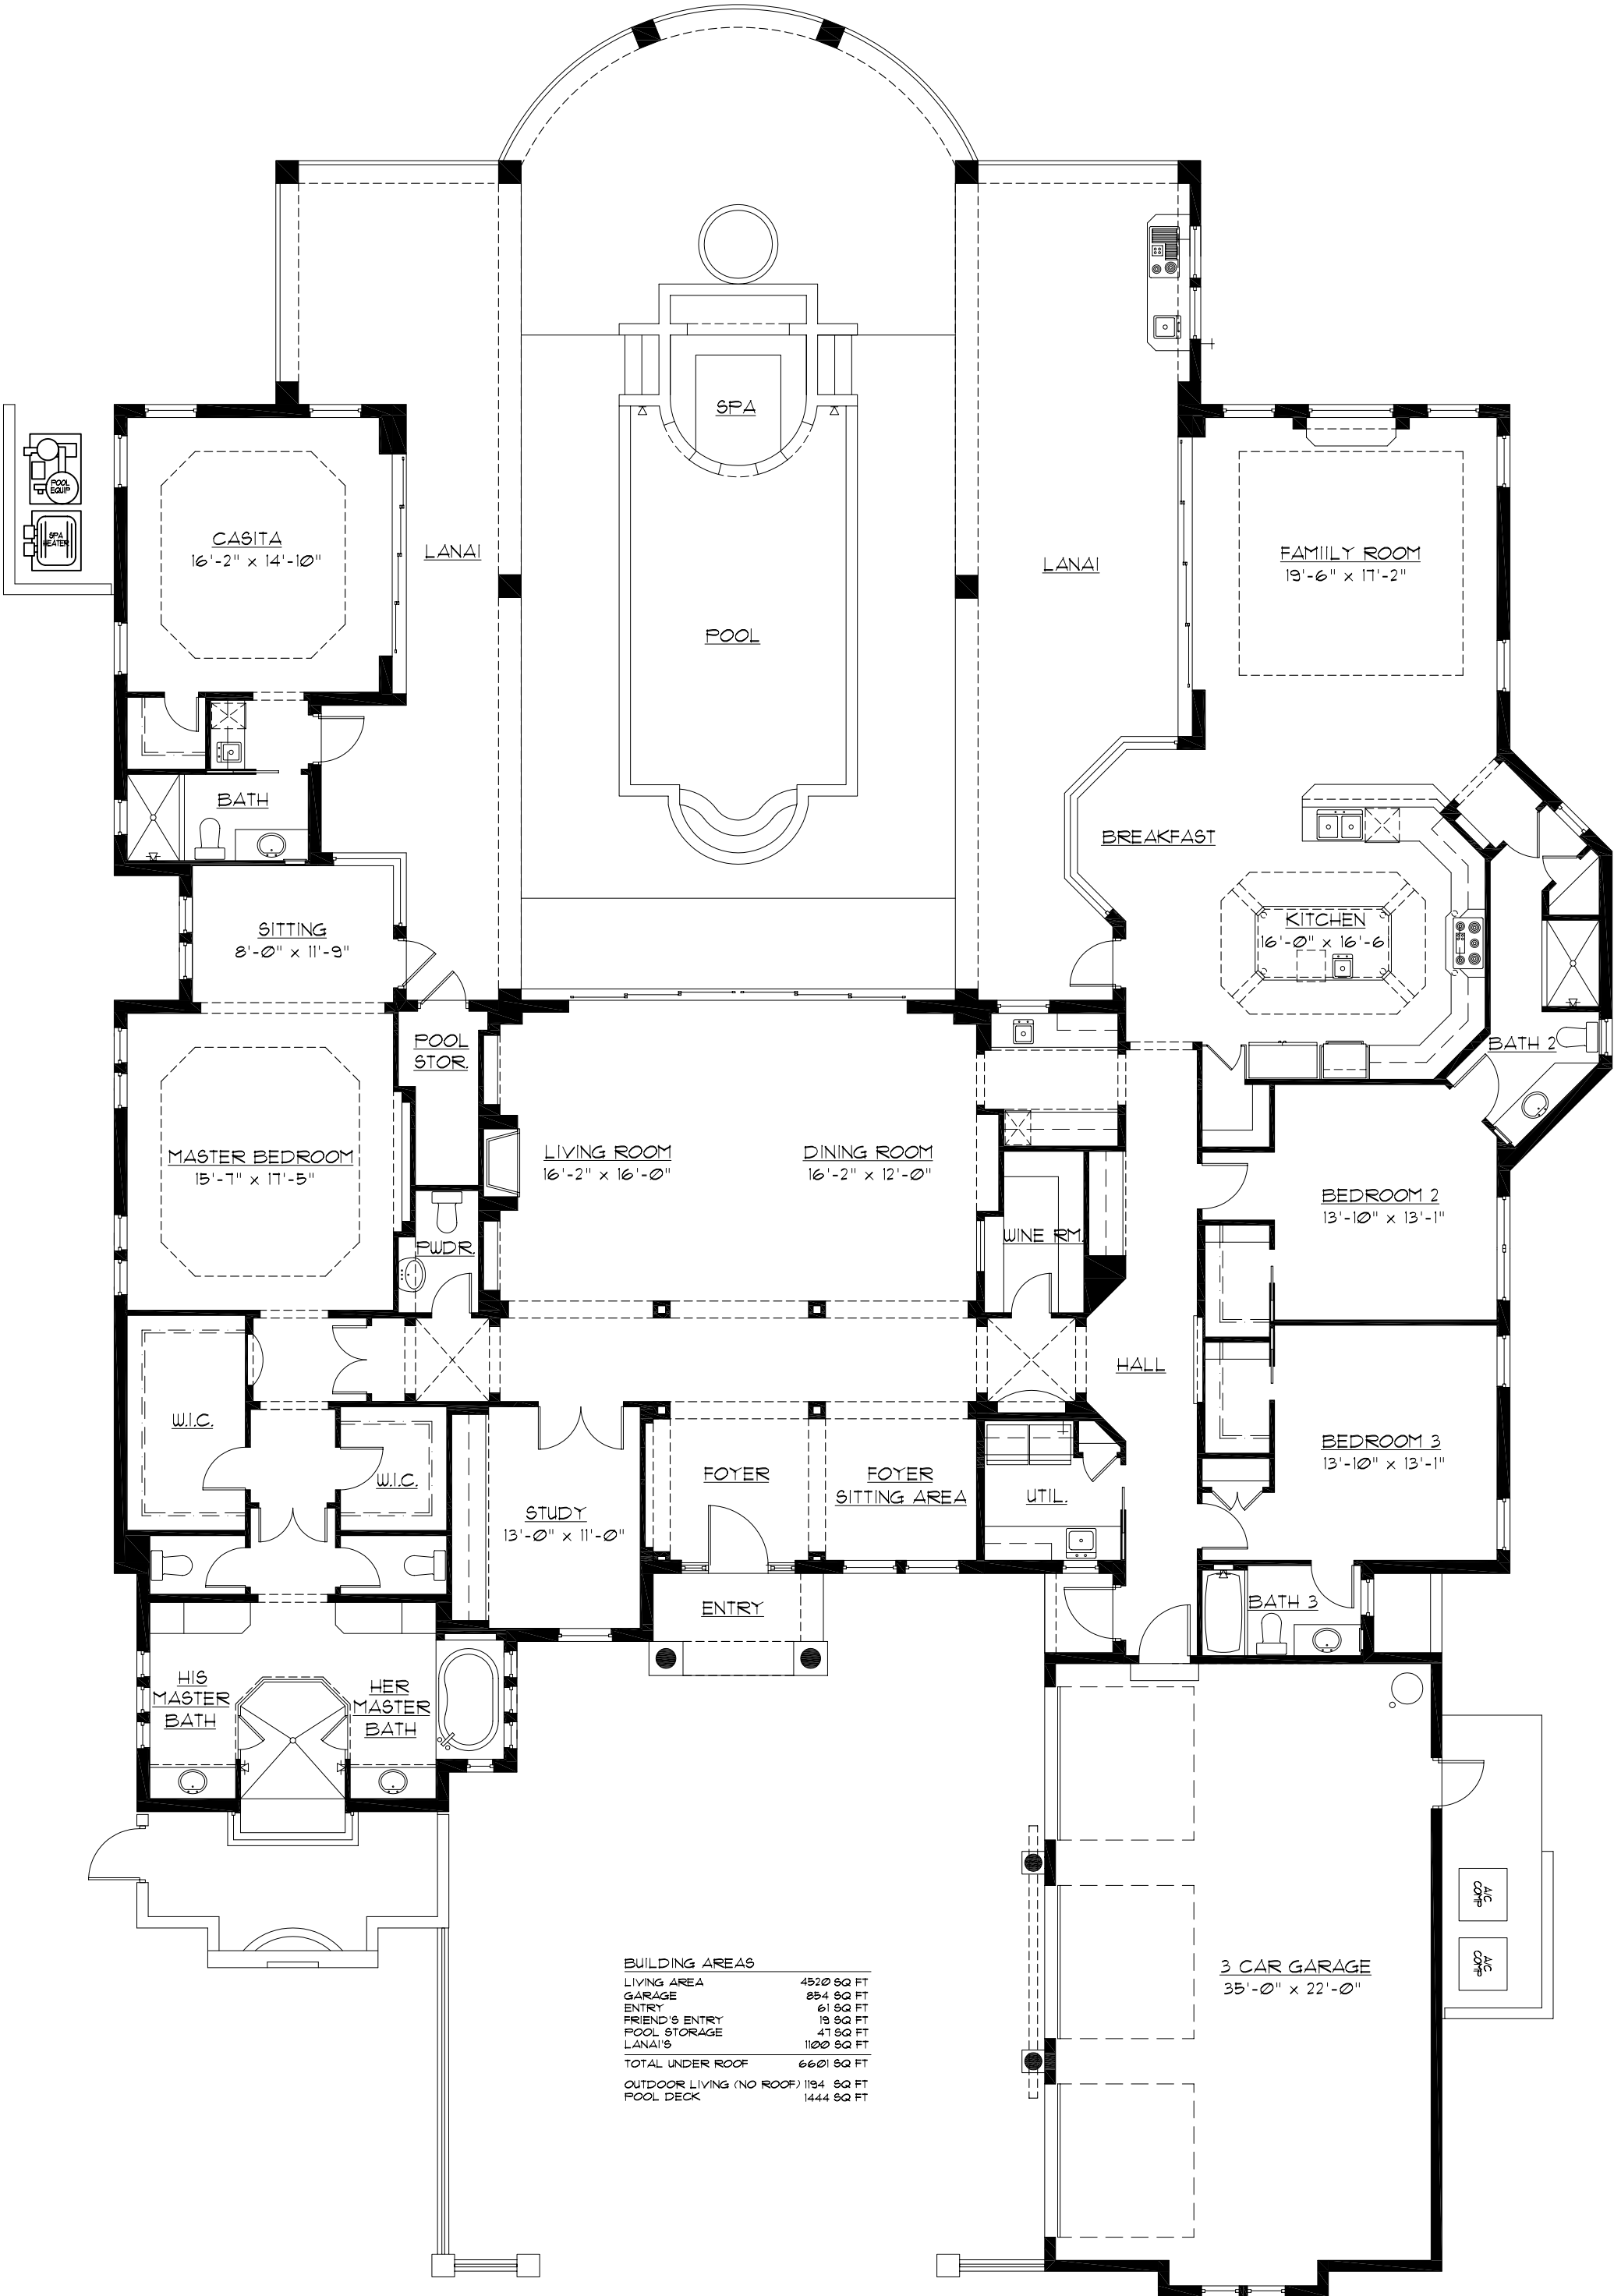 SPA
POOL
EQUIP
SPA
HEATER
CASITA
16'-2" x 14'-10"
LANAI
LANAI
FAMIILY ROOM
19'-6" x 17'-2"
POOL
BATH
BREAKFAST
SITTING
8'-0" x 11'-9"
KITCHEN
16'-0" x 16'-6
POOL
STOR.
BATH 2
MASTER BEDROOM
15'-7" x 17'-5"
LIVING ROOM
16'-2" x 16'-0"
DINING ROOM
16'-2" x 12'-0"
BEDROOM 2
13'-10" x 13'-1"
PWDR.
WINE RM.
HALL
W.I.C.
W.I.C.
FOYER
FOYER
SITTING AREA
BEDROOM 3
13'-10" x 13'-1"
UTIL.
STUDY
13'-0" x 11'-0"
ENTRY
BATH 3
HIS
MASTER
BATH
HER
MASTER
BATH
A/C
COMP
A/C
COMP
3 CAR GARAGE
35'-0" x 22'-0"
BUILDING AREAS
LIVING AREA 4520 SQ FT
GARAGE 854 SQ FT
ENTRY 61 SQ FT
FRIEND'S ENTRY 19 SQ FT
POOL STORAGE 47 SQ FT
LANAI'S 1100 SQ FT
TOTAL UNDER ROOF 6601 SQ FT
OUTDOOR LIVING (NO ROOF) 1194 SQ FT
POOL DECK 1444 SQ FT